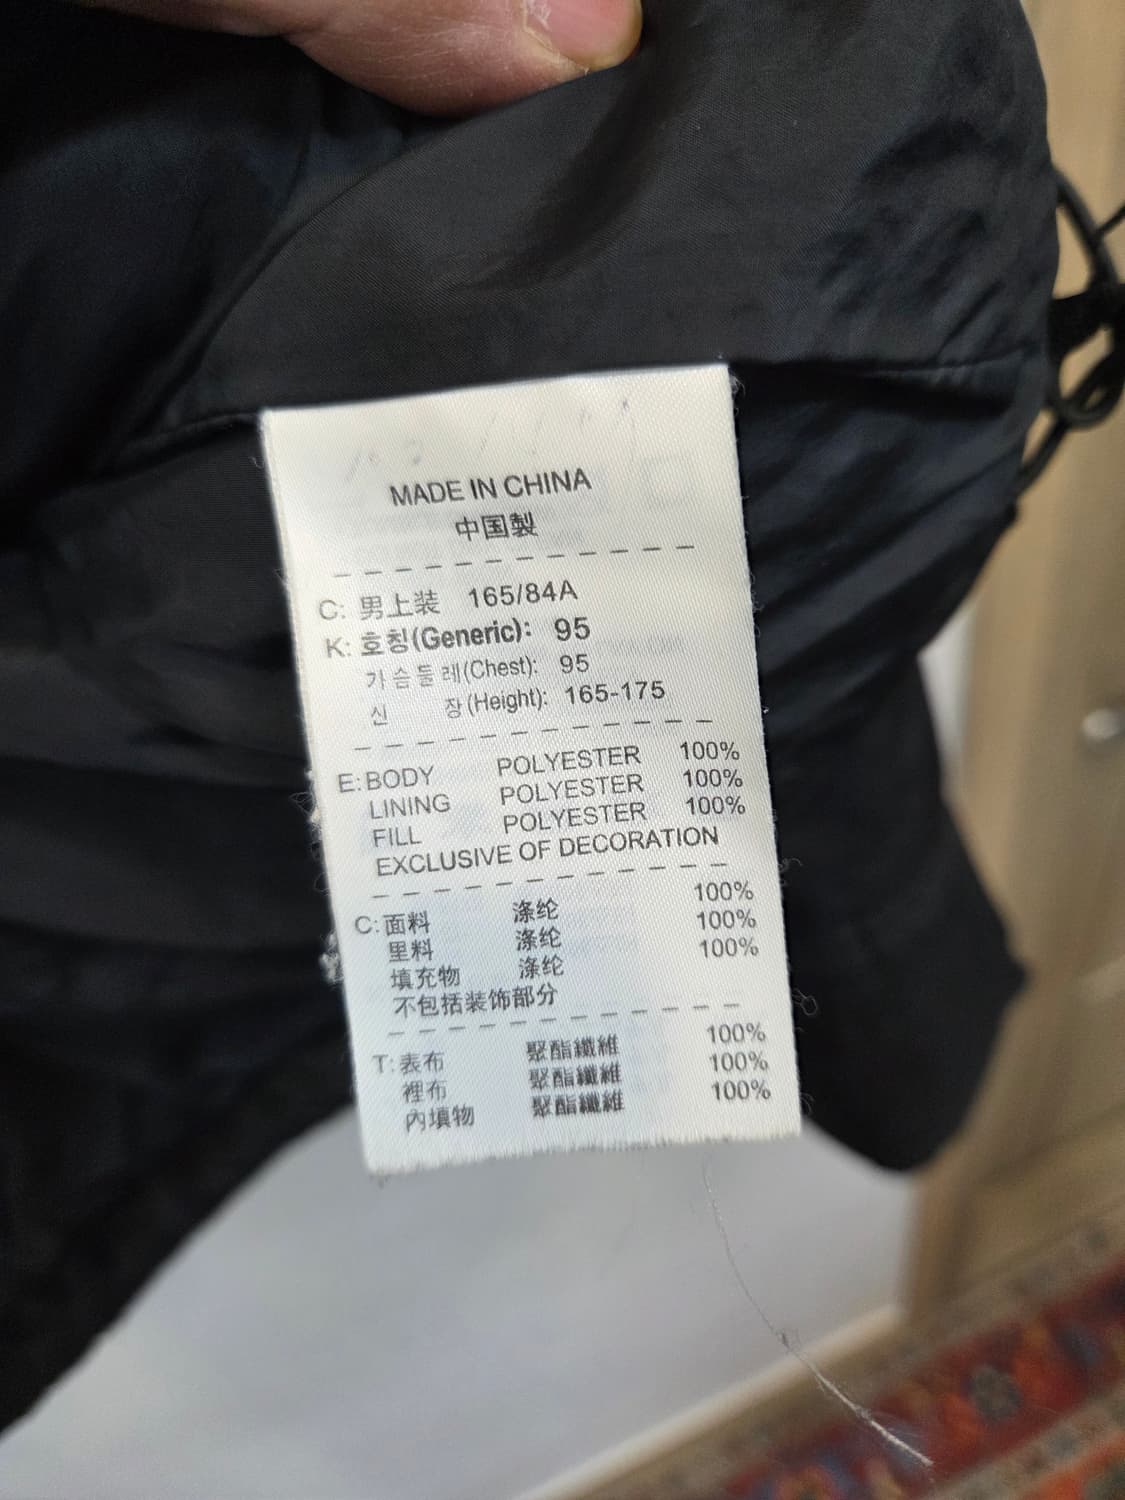 MADE IN CHINA
中国製
C: 男上装 165/84A
K: 호칭(Generic): 95
가슴둘레(Chest): 95
신 장(Height): 165-175
E: BODY POLYESTER 100%
LINING POLYESTER 100%
FILL POLYESTER 100%
EXCLUSIVE OF DECORATION
C: 面料 涤纶 100%
里料 涤纶 100%
填充物 涤纶 100%
不包括装饰部分
T: 表布 聚酯纖維 100%
裡布 聚酯纖維 100%
內填物 聚酯纖維 100%